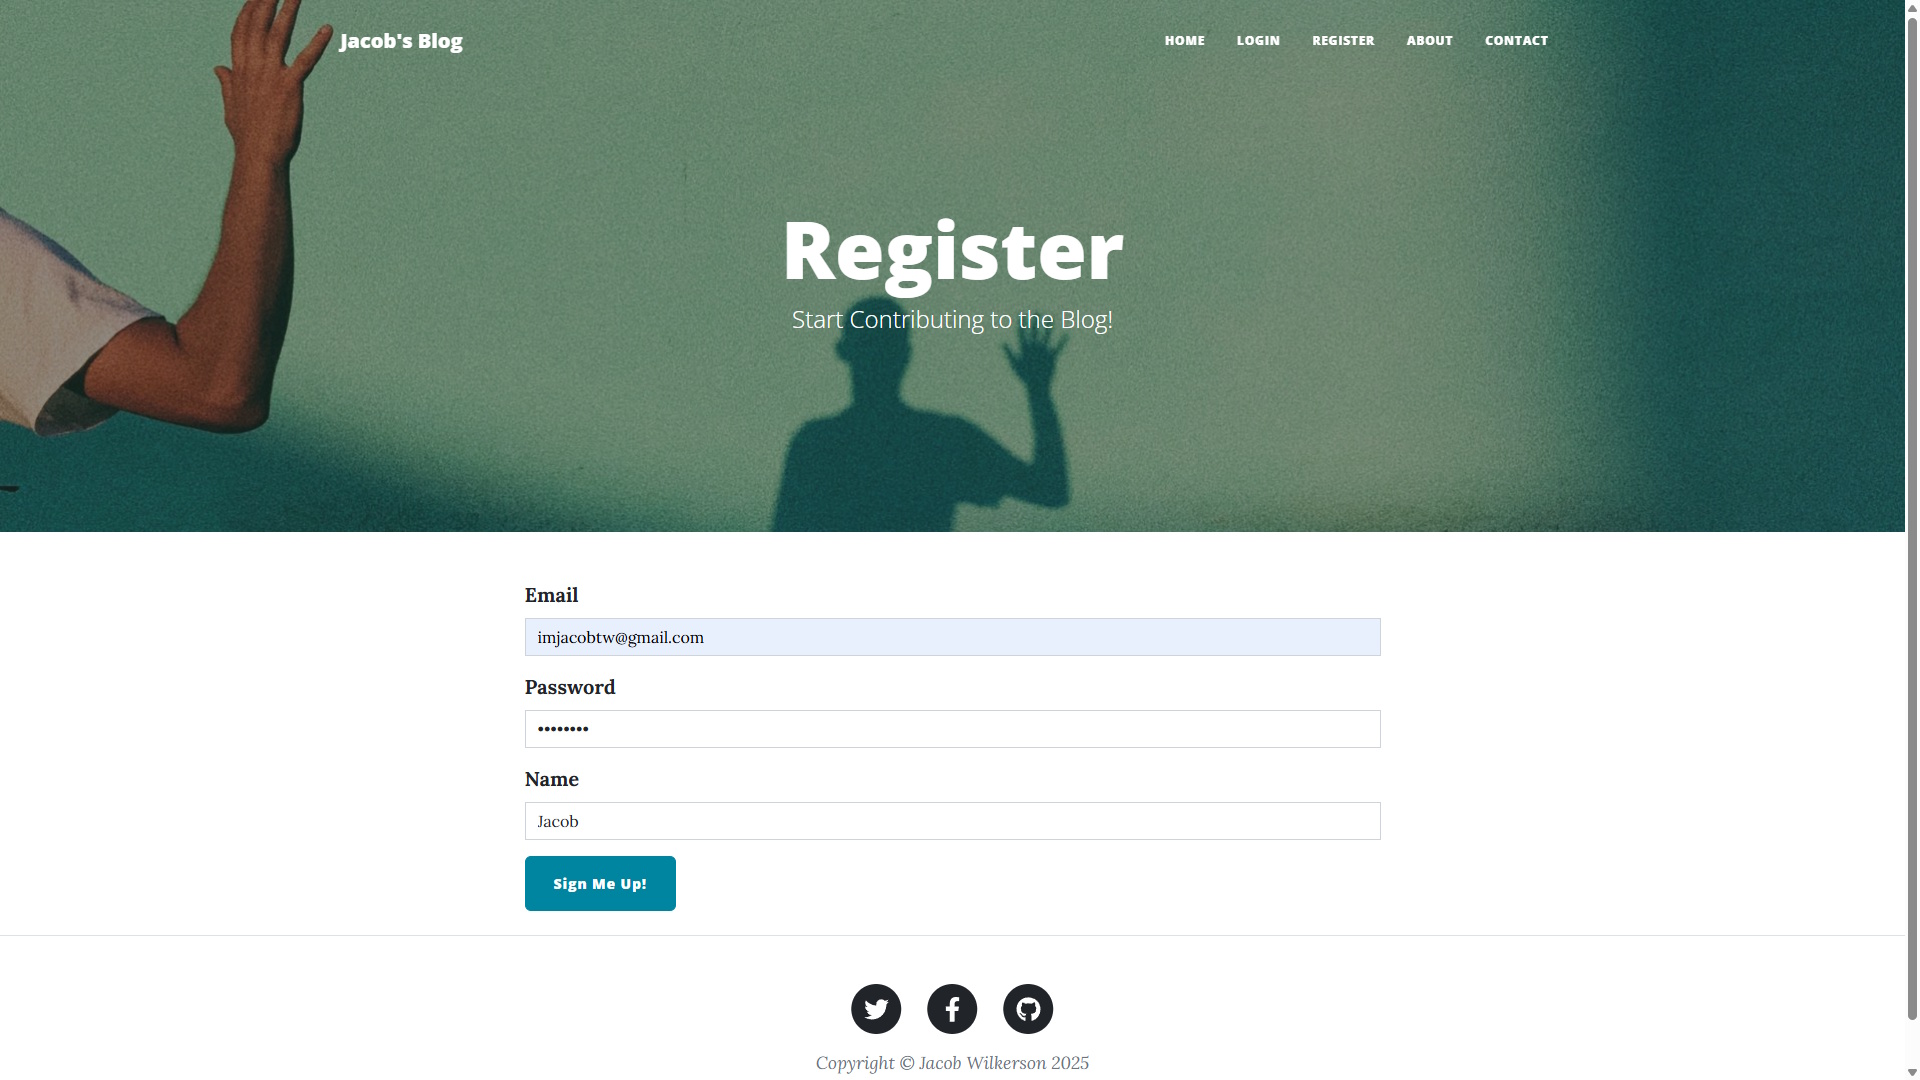 Jacob's Blog
HOME LOGIN REGISTER ABOUT CONTACT
Register
Start Contributing to the Blog!
Email
imjacobtw@gmail.com
Password
••••••••
Name
Jacob
Sign Me Up!
Copyright © Jacob Wilkerson 2025